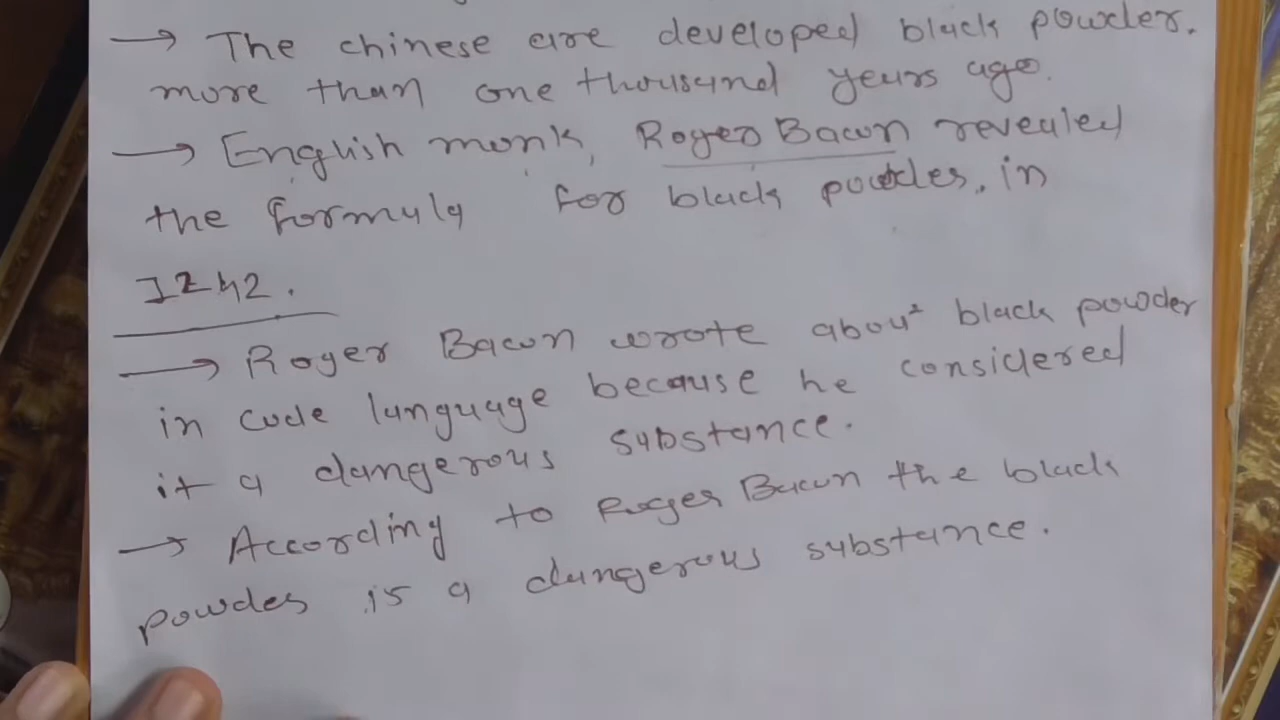 → The chinese are developed black powder.
more than one thousand years ago.
→ English monk, Roger Bacon revealed
the formula for black powder, in
1242.
→ Roger Bacon wrote about black powder
in code language because he considered
it a dangerous substance.
→ According to Roger Bacon the black
powder is a dangerous substance.